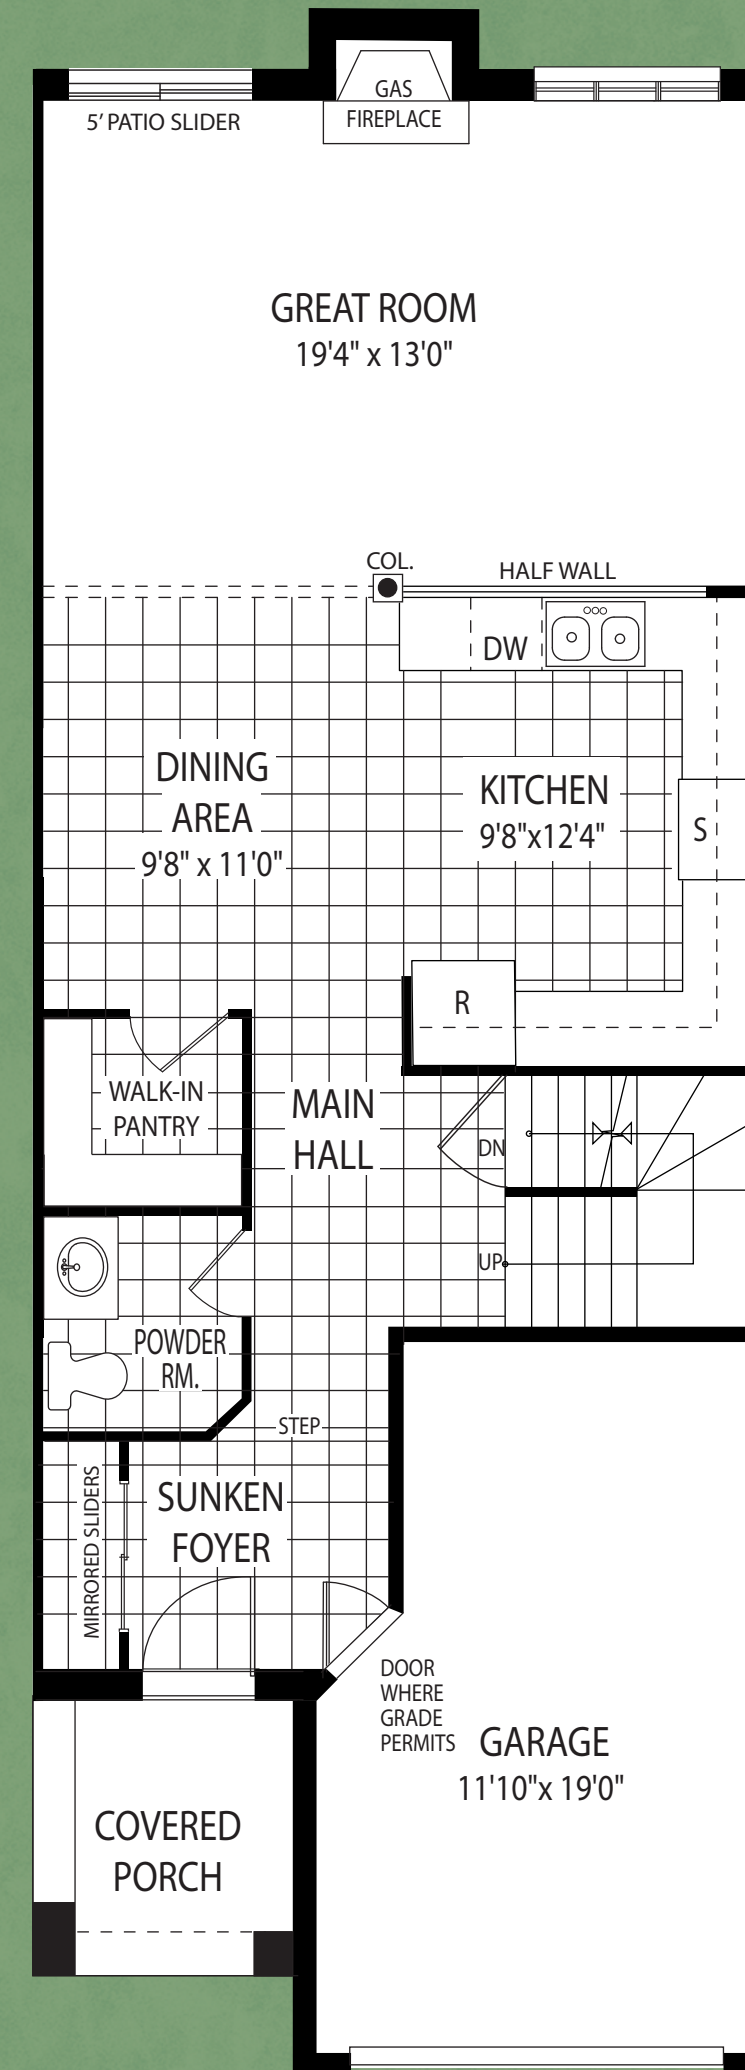 GAS
FIREPLACE
5' PATIO SLIDER
GREAT ROOM
19'4" x 13'0"
COL.
HALF WALL
DW
DINING
AREA
9'8" x 11'0"
KITCHEN
9'8"x12'4"
S
R
WALK-IN
PANTRY
MAIN
HALL
DN
UP
POWDER
RM.
STEP
MIRRORED SLIDERS
SUNKEN
FOYER
DOOR
WHERE
GRADE
PERMITS
GARAGE
11'10"x 19'0"
COVERED
PORCH